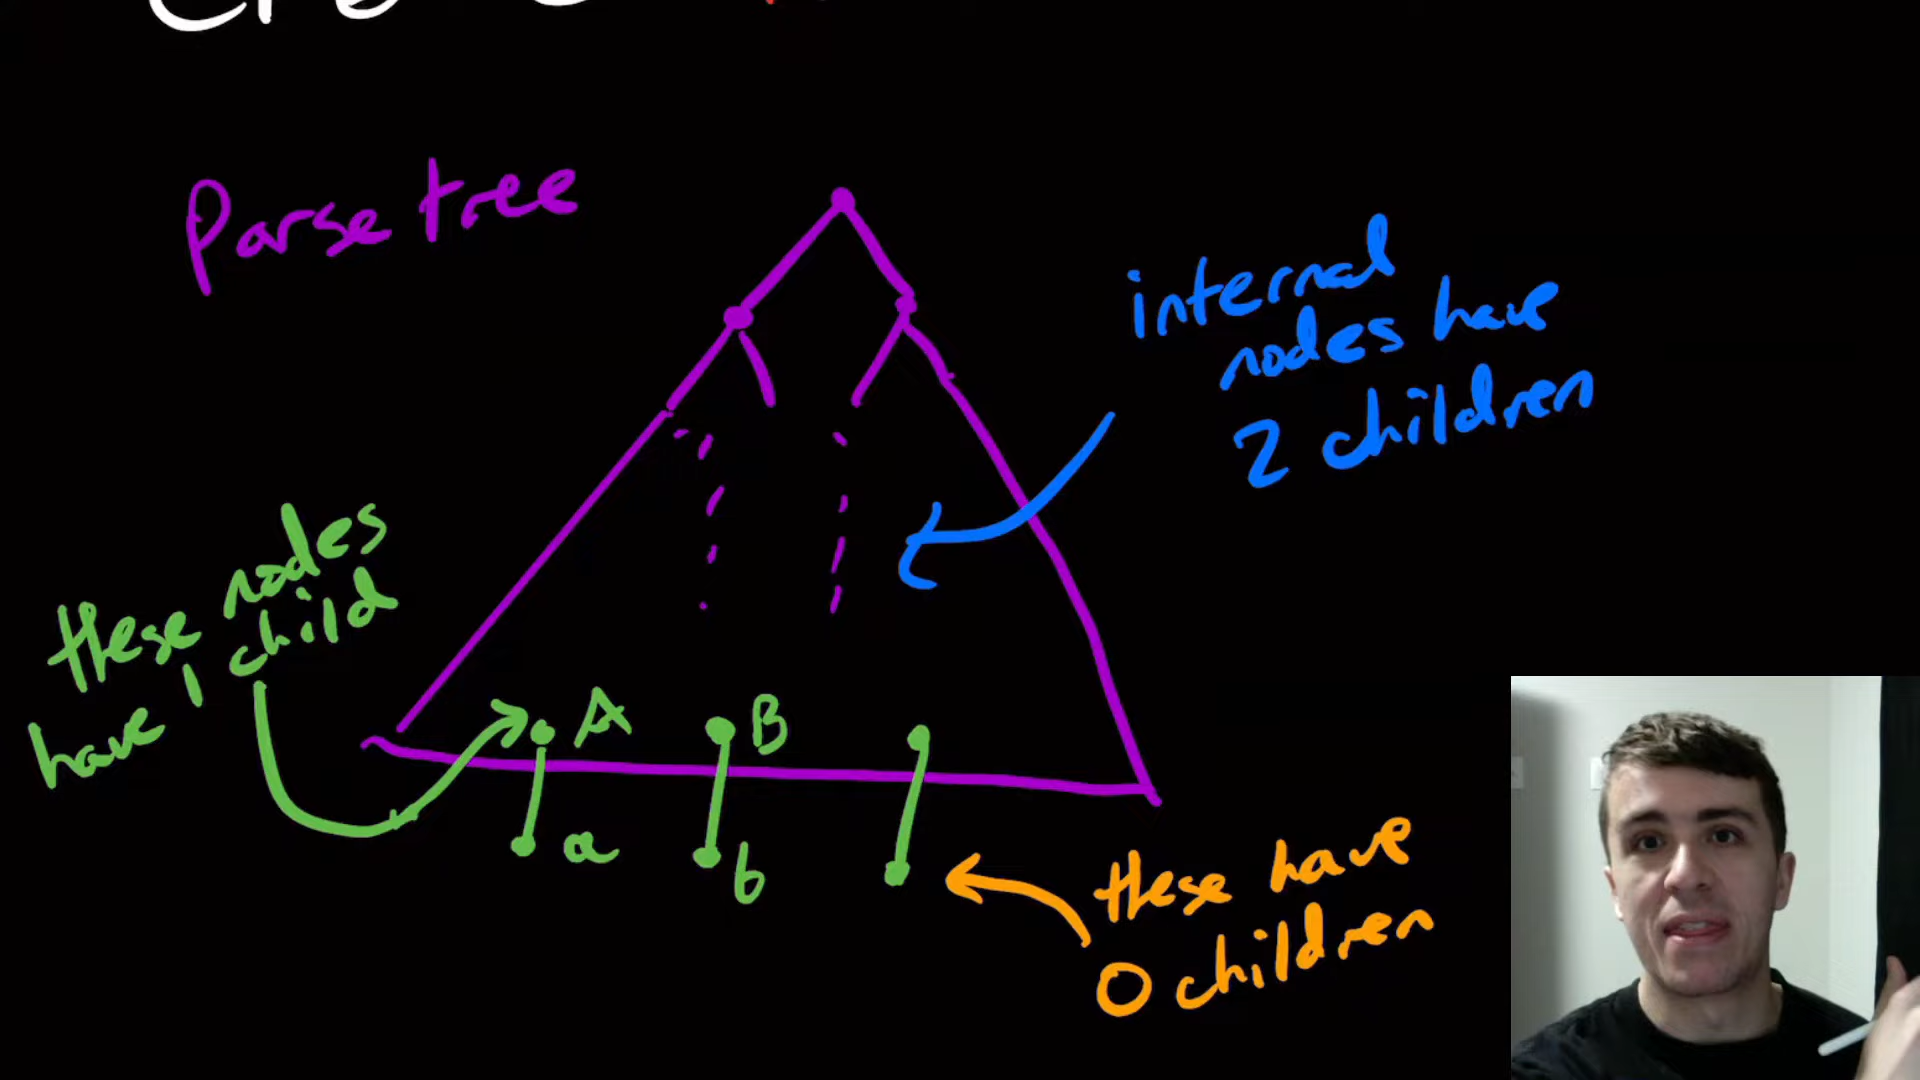 Parse tree
internal
nodes have
2 children
these nodes
have 1 child
A
B
a
b
these have
0 children